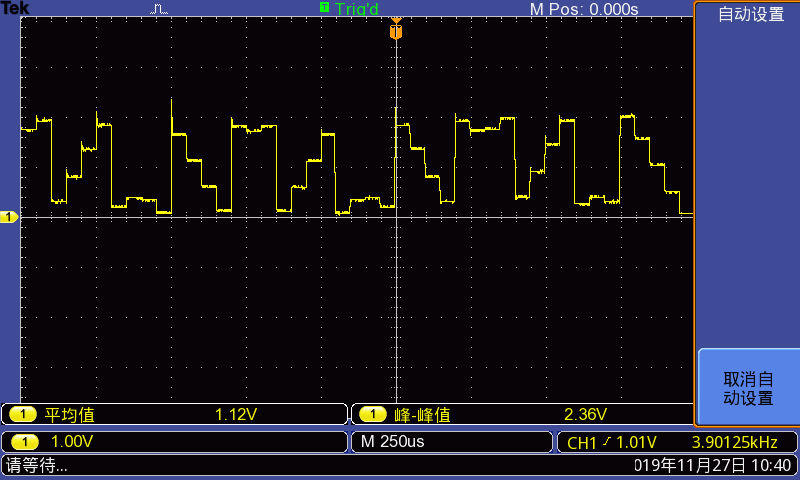 Tek T Trig'd M Pos: 0.000s
自动设置
T
1
取消自
动设置
1 平均值 1.12V 1 峰-峰值 2.36V
1 1.00V M 250us CH1 1.01V 3.90125kHz
请等待... 019年11月27日 10:40